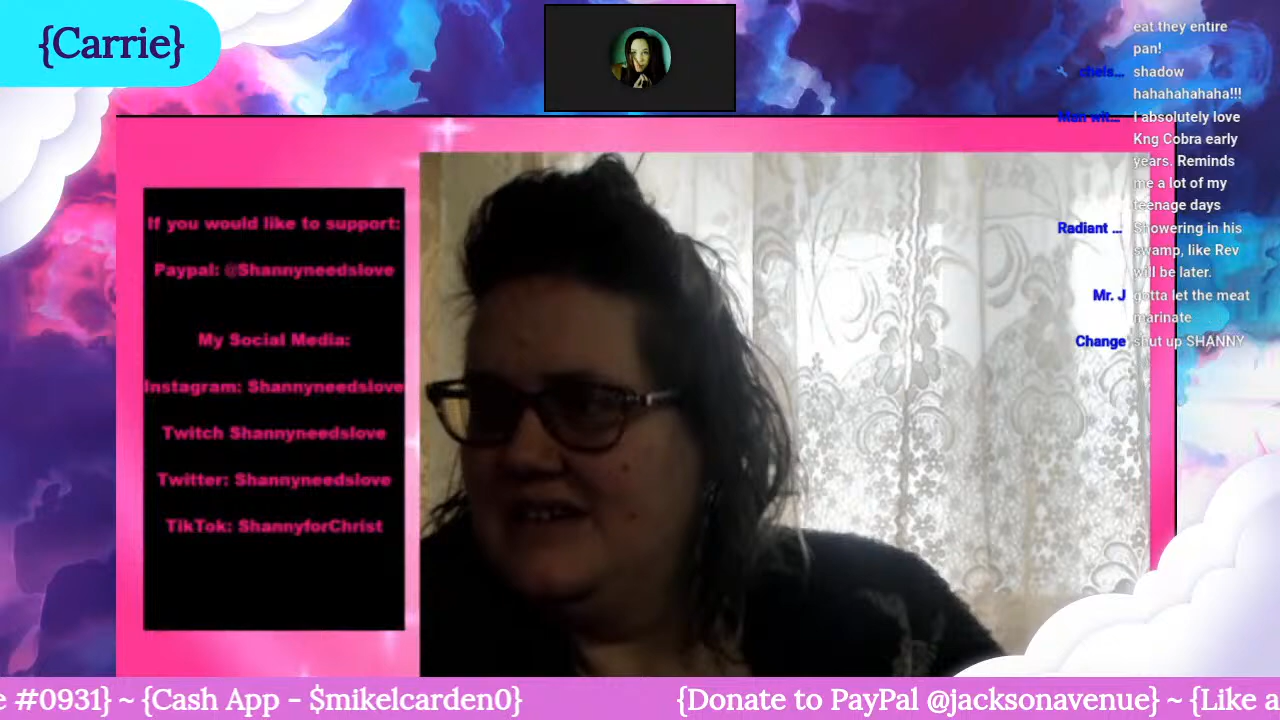 {Carrie}
eat they entire
pan!
shadow
hahahahahaha!!!
I absolutely love
Kng Cobra early
years. Reminds
me a lot of my
teenage days
Radiant ... Showering in his
swamp, like Rev
will be later.
Mr. J gotta let the meat
marinate
Change shut up SHANNY
If you would like to support:
Paypal: @Shannyneedslove
My Social Media:
Instagram: Shannyneedslove
Twitch Shannyneedslove
Twitter: Shannyneedslove
TikTok: ShannyforChrist
e #0931} ~ {Cash App - $mikelcarden0} {Donate to PayPal @jacksonavenue} ~ {Like a